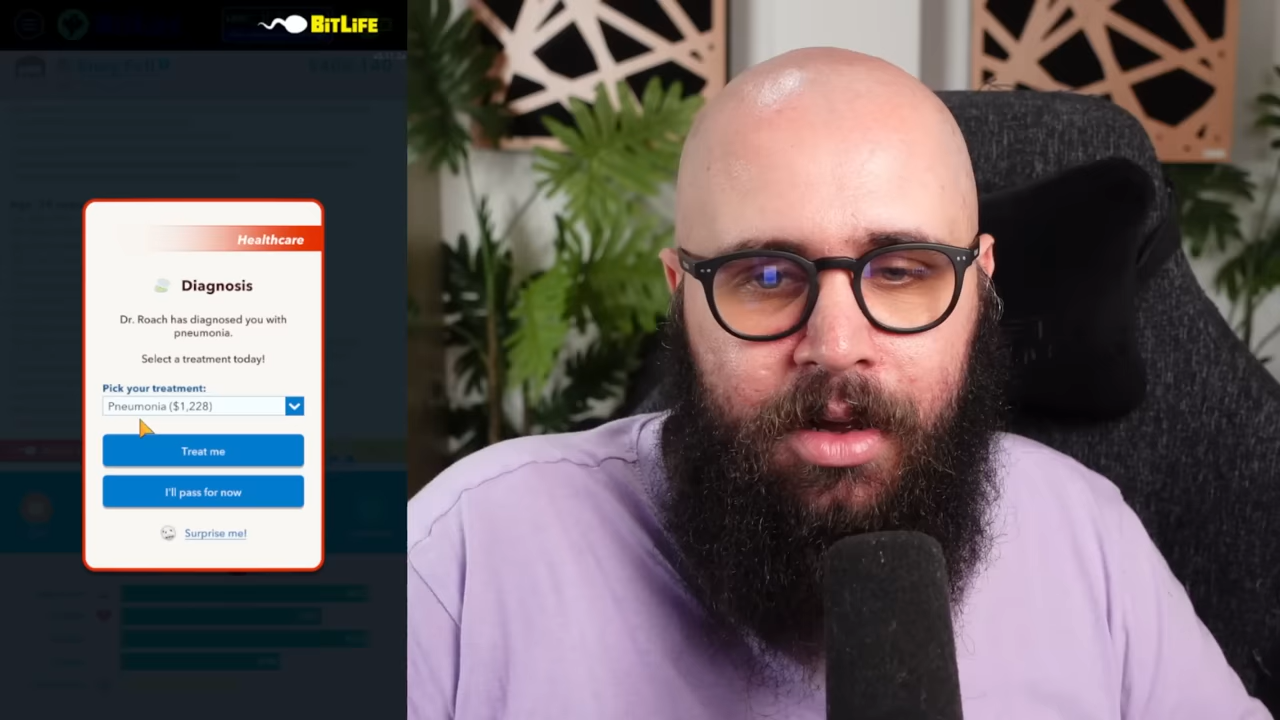 BitLife
Healthcare
Diagnosis
Dr. Roach has diagnosed you with
pneumonia.
Select a treatment today!
Pick your treatment:
Pneumonia ($1,228)
Treat me
I'll pass for now
Surprise me!